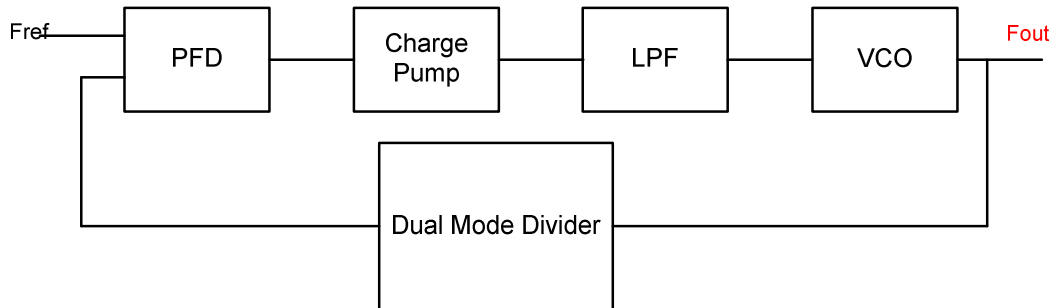 Fref
PFD
Charge
Pump
LPF
VCO
Fout
Dual Mode Divider